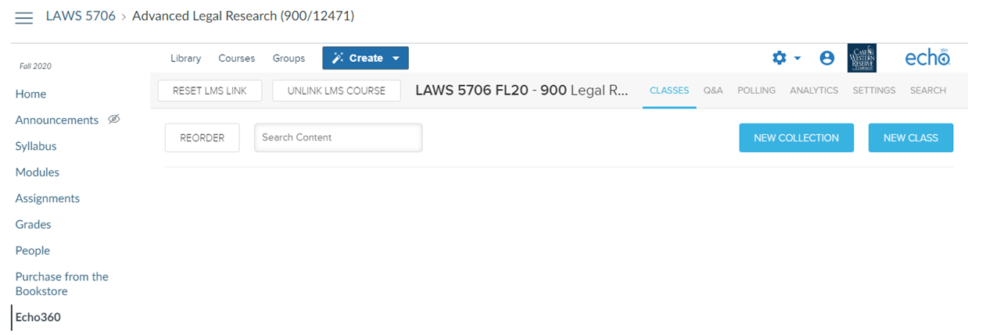 LAWS 5706 > Advanced Legal Research (900/12471)
Fall 2020
Home
Announcements
Syllabus
Modules
Assignments
Grades
People
Purchase from the
Bookstore
Echo360
Library Courses Groups Create
CASE
WESTERN
RESERVE
echo360
RESET LMS LINK UNLINK LMS COURSE LAWS 5706 FL20 - 900 Legal R... CLASSES Q&A POLLING ANALYTICS SETTINGS SEARCH
REORDER Search Content NEW COLLECTION NEW CLASS